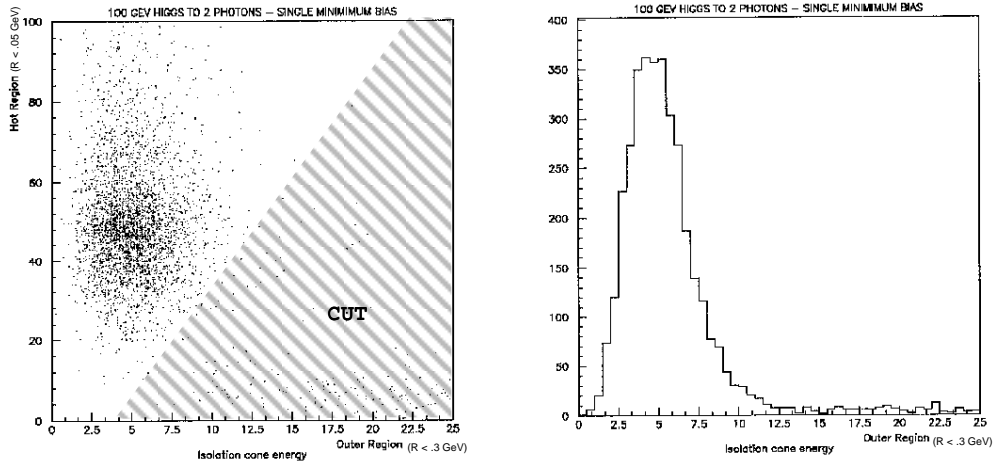 100 GEV HIGGS TO 2 PHOTONS – SINGLE MINIMIMUM BIAS
Hot Region (R < .05 GeV)
100
80
60
40
20
0
CUT
0 2.5 5 7.5 10 12.5 15 17.5 20 22.5 25
Outer Region (R < .3 GeV)
Isolation cone energy
100 GEV HIGGS TO 2 PHOTONS – SINGLE MINIMIMUM BIAS
400
350
300
250
200
150
100
50
0
0 2.5 5 7.5 10 12.5 15 17.5 20 22.5 25
Outer Region (R < .3 GeV)
Isolation cone energy